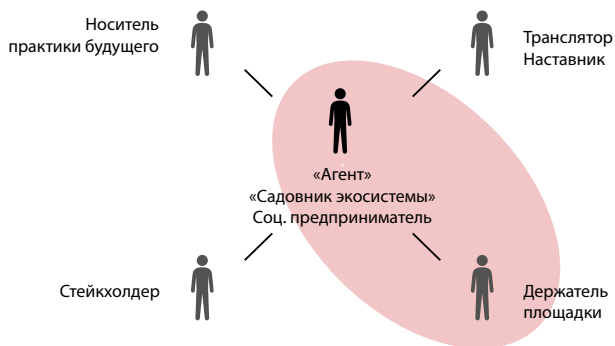 Носитель
практики будущего
Транслятор
Наставник
«Агент»
«Садовник экосистемы»
Соц. предприниматель
Стейкхолдер
Держатель
площадки